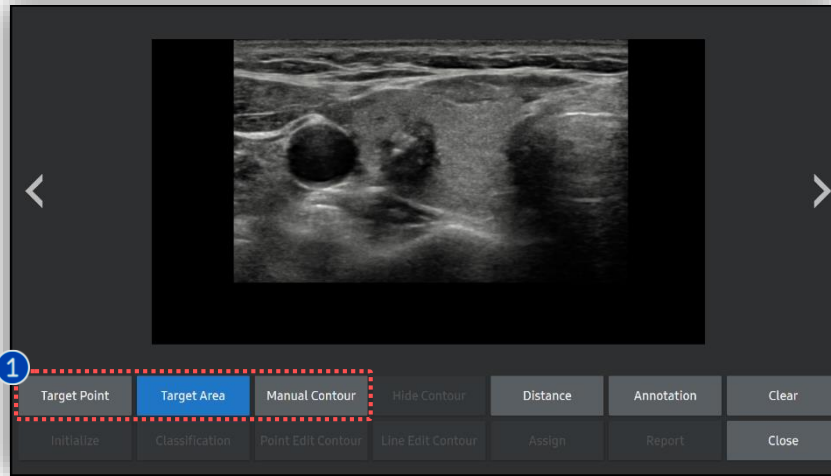 1
Target Point Target Area Manual Contour Hide Contour Distance Annotation Clear
Initialize Classification Point Edit Contour Line Edit Contour Assign Report Close